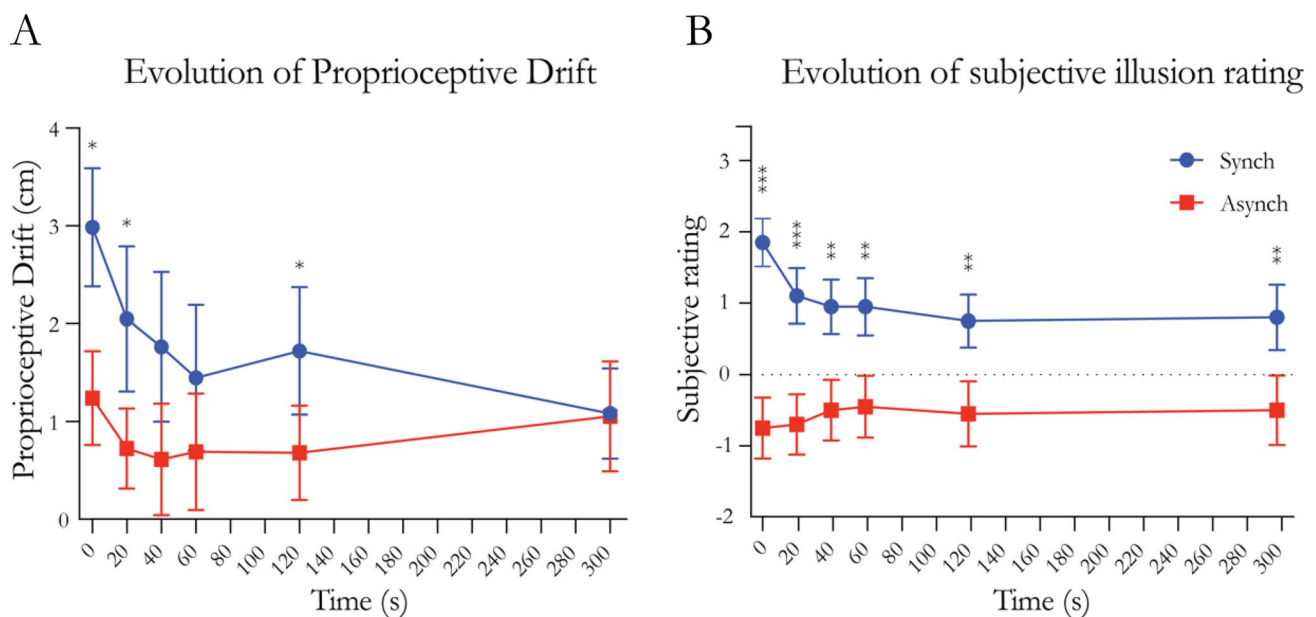 A
Evolution of Proprioceptive Drift
Proprioceptive Drift (cm)
4
3
2
1
0
*
*
*
0 20 40 60 80 100 120 140 160 180 200 220 240 260 280 300
Time (s)
B
Evolution of subjective illusion rating
Subjective rating
3
2
1
0
-1
-2
***
***
**
**
**
**
Synch
Asynch
0 20 40 60 80 100 120 140 160 180 200 220 240 260 280 300
Time (s)